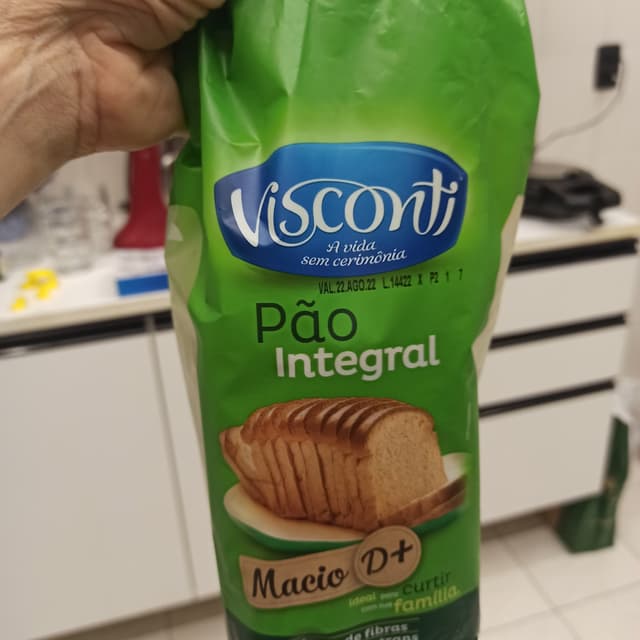 Visconti
A vida
sem cerimônia
VAL.22.AGO.22 L.14422 X P2 1 7
Pão
Integral
Macio D+
ideal para curtir
com sua família
de fibras